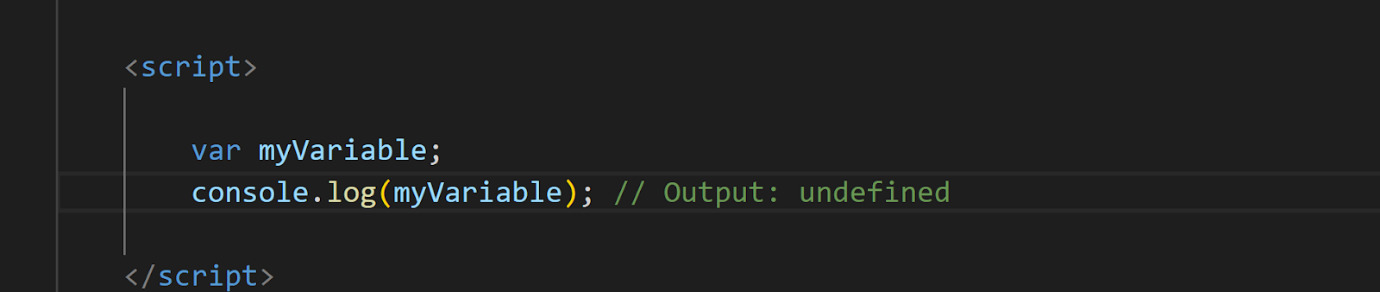 <script>
var myVariable;
console.log(myVariable); // Output: undefined
</script>